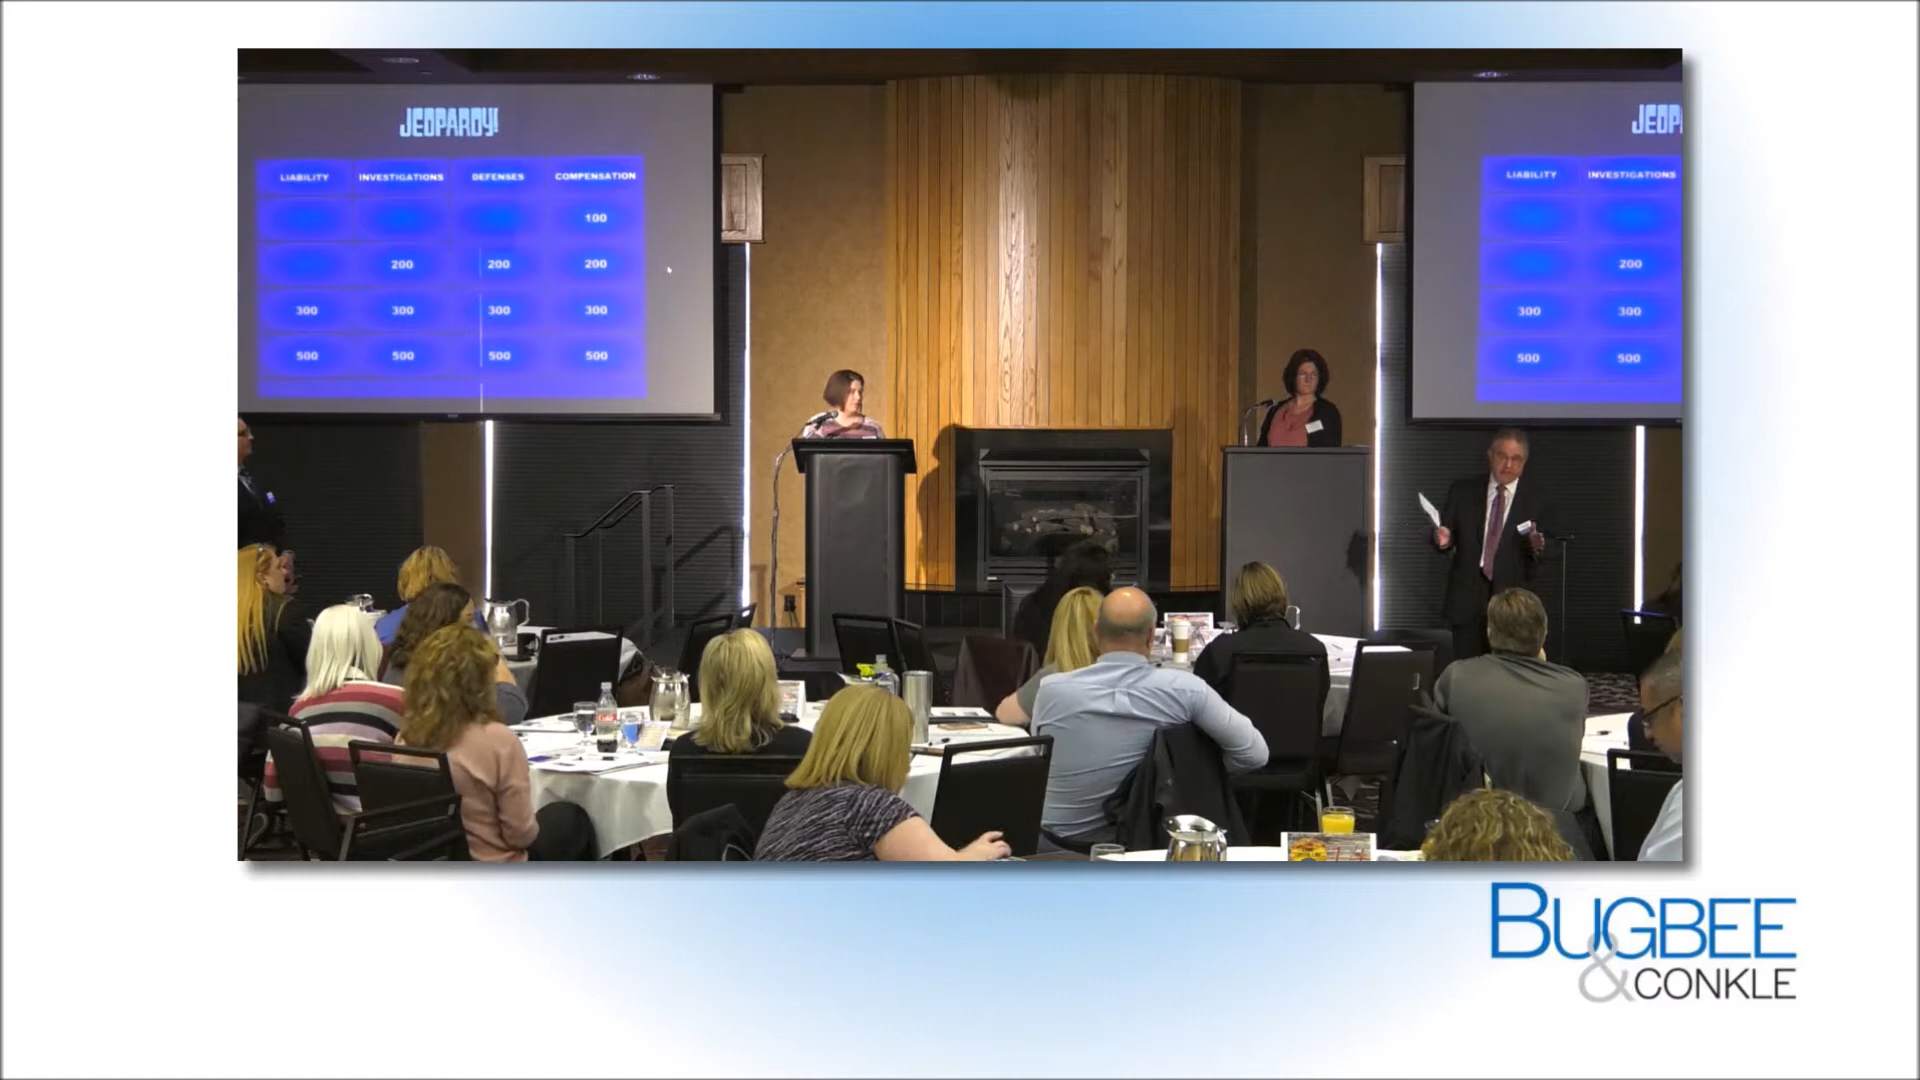 JEOPARDY!
LIABILITY INVESTIGATIONS DEFENSES COMPENSATION
100
200 200 200
300 300 300 300
500 500 500 500
JEOP
LIABILITY INVESTIGATIONS
200
300 300
500 500
BUGBEE
& CONKLE